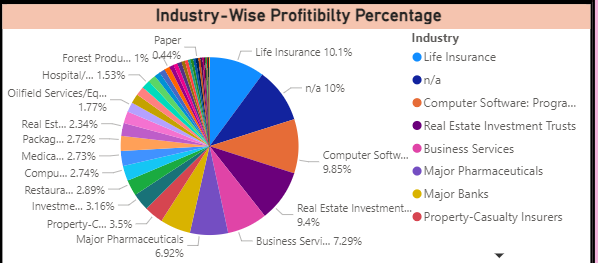 Industry-Wise Profitibilty Percentage
Paper
0.44%
Forest Produ... 1%
Hospital/... 1.53%
Oilfield Services/Eq...
1.77%
Real Est... 2.34%
Packag... 2.72%
Medica... 2.73%
Compu... 2.74%
Restaura... 2.89%
Investme... 3.16%
Property-C... 3.5%
Major Pharmaceuticals
6.92%
Life Insurance 10.1%
n/a 10%
Computer Softw...
9.85%
Real Estate Investment...
9.4%
Business Servi... 7.29%
Industry
Life Insurance
n/a
Computer Software: Progra...
Real Estate Investment Trusts
Business Services
Major Pharmaceuticals
Major Banks
Property-Casualty Insurers